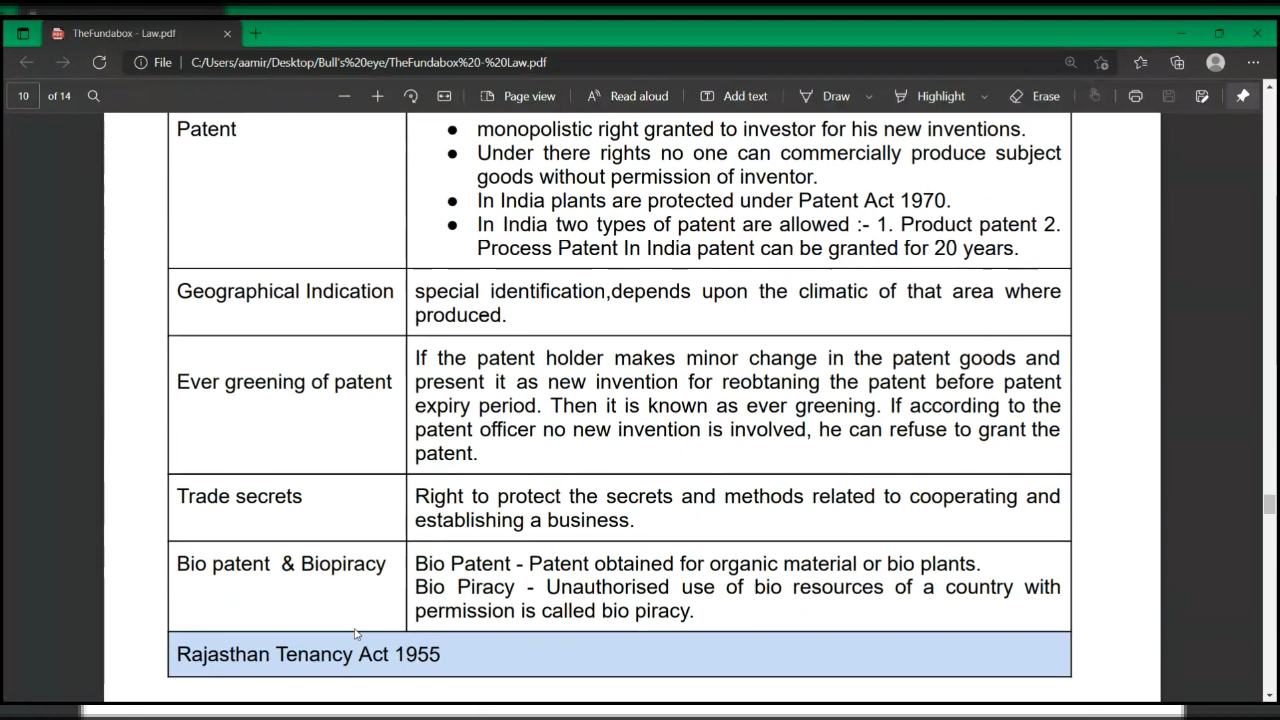 TheFundabox - Law.pdf
File | C:/Users/aamir/Desktop/Bull's%20eye/TheFundabox%20-%20Law.pdf
10 of 14 Page view Read aloud Add text Draw Highlight Erase
Patent
● monopolistic right granted to investor for his new inventions.
● Under there rights no one can commercially produce subject
goods without permission of inventor.
● In India plants are protected under Patent Act 1970.
● In India two types of patent are allowed :- 1. Product patent 2.
Process Patent In India patent can be granted for 20 years.
Geographical Indication
special identification,depends upon the climatic of that area where
produced.
Ever greening of patent
If the patent holder makes minor change in the patent goods and
present it as new invention for reobtaning the patent before patent
expiry period. Then it is known as ever greening. If according to the
patent officer no new invention is involved, he can refuse to grant the
patent.
Trade secrets
Right to protect the secrets and methods related to cooperating and
establishing a business.
Bio patent & Biopiracy
Bio Patent - Patent obtained for organic material or bio plants.
Bio Piracy - Unauthorised use of bio resources of a country with
permission is called bio piracy.
Rajasthan Tenancy Act 1955